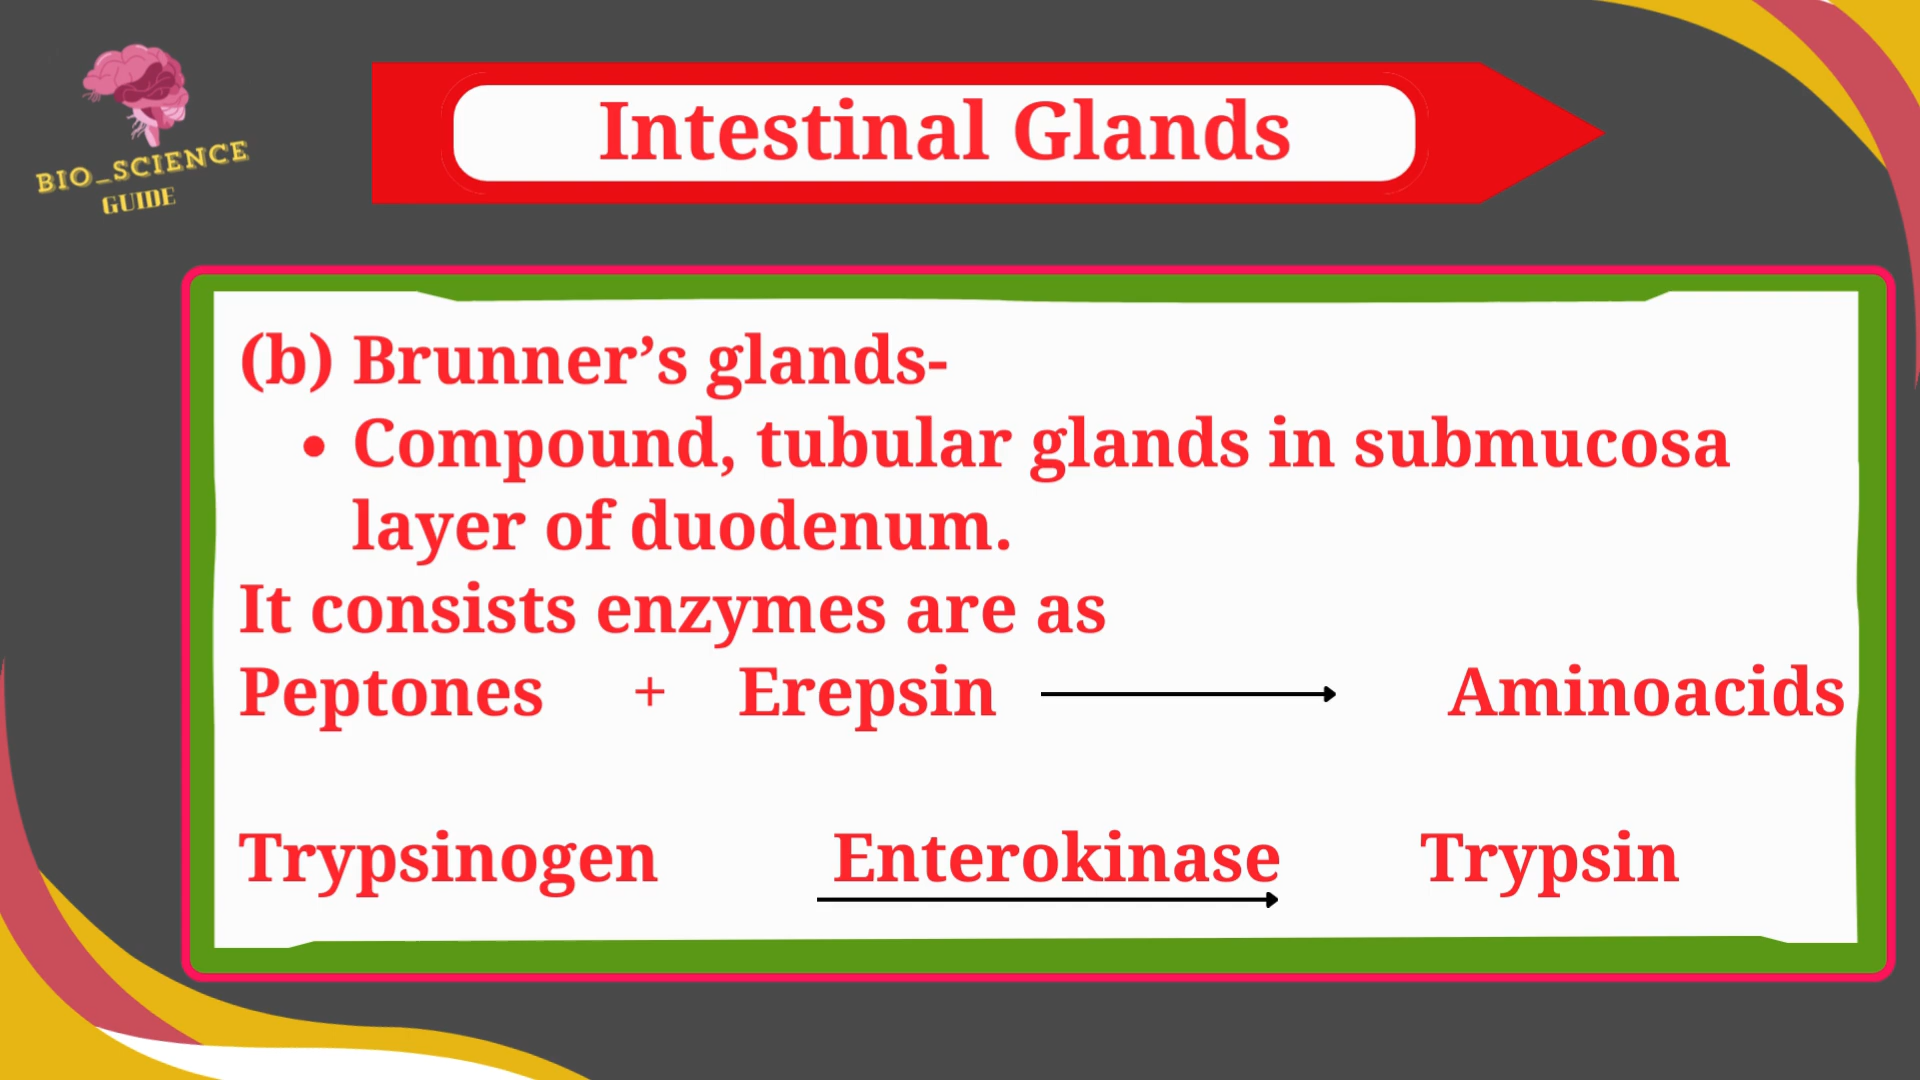 BIO_SCIENCE
GUIDE
Intestinal Glands
(b) Brunner’s glands-
• Compound, tubular glands in submucosa
layer of duodenum.
It consists enzymes are as
Peptones + Erepsin Aminoacids
Trypsinogen Enterokinase Trypsin